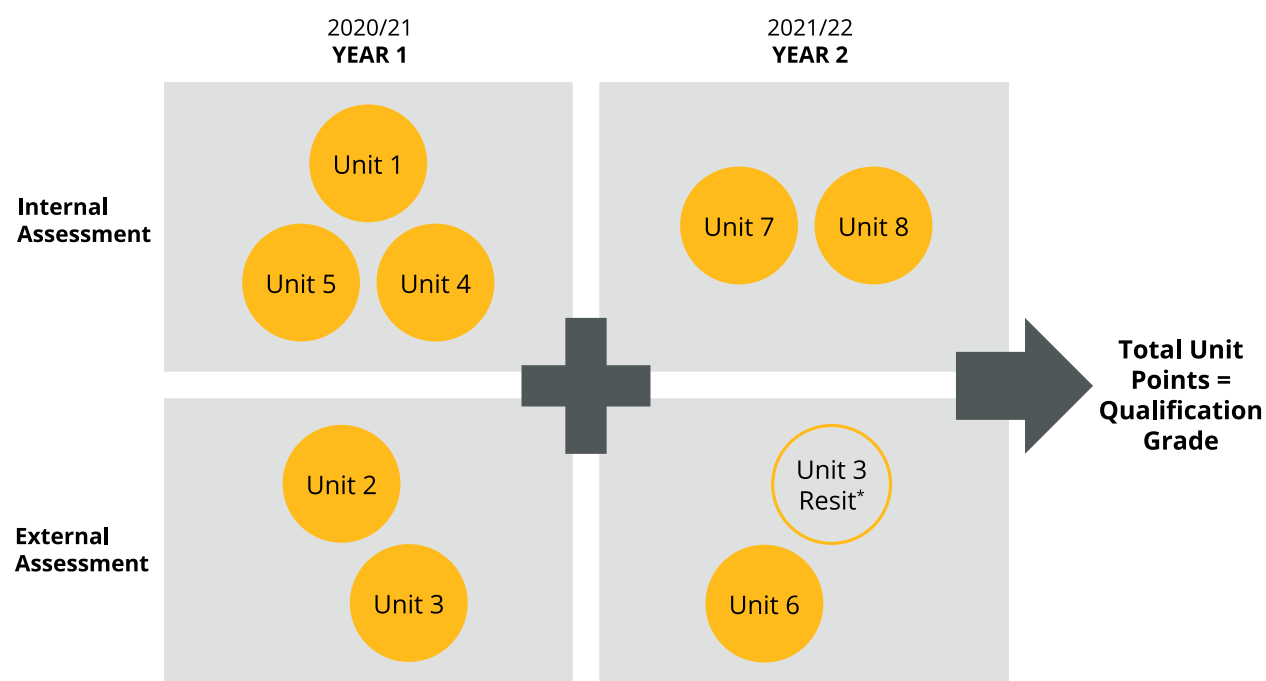 2020/21
YEAR 1
2021/22
YEAR 2
Internal
Assessment
Unit 1
Unit 5
Unit 4
Unit 7
Unit 8
External
Assessment
Unit 2
Unit 3
Unit 3
Resit*
Unit 6
Total Unit
Points =
Qualification
Grade